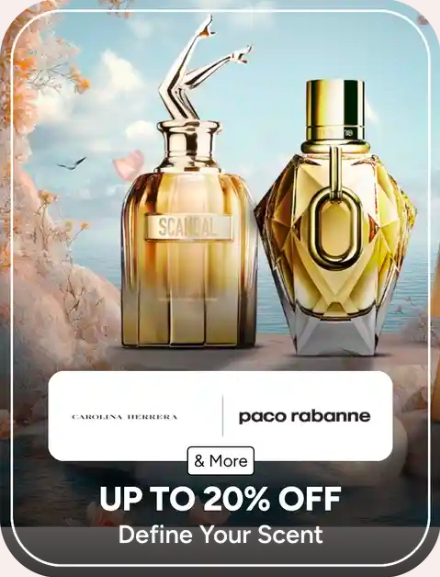 SCANDAL
CAROLINA HERRERA
paco rabanne
& More
UP TO 20% OFF
Define Your Scent